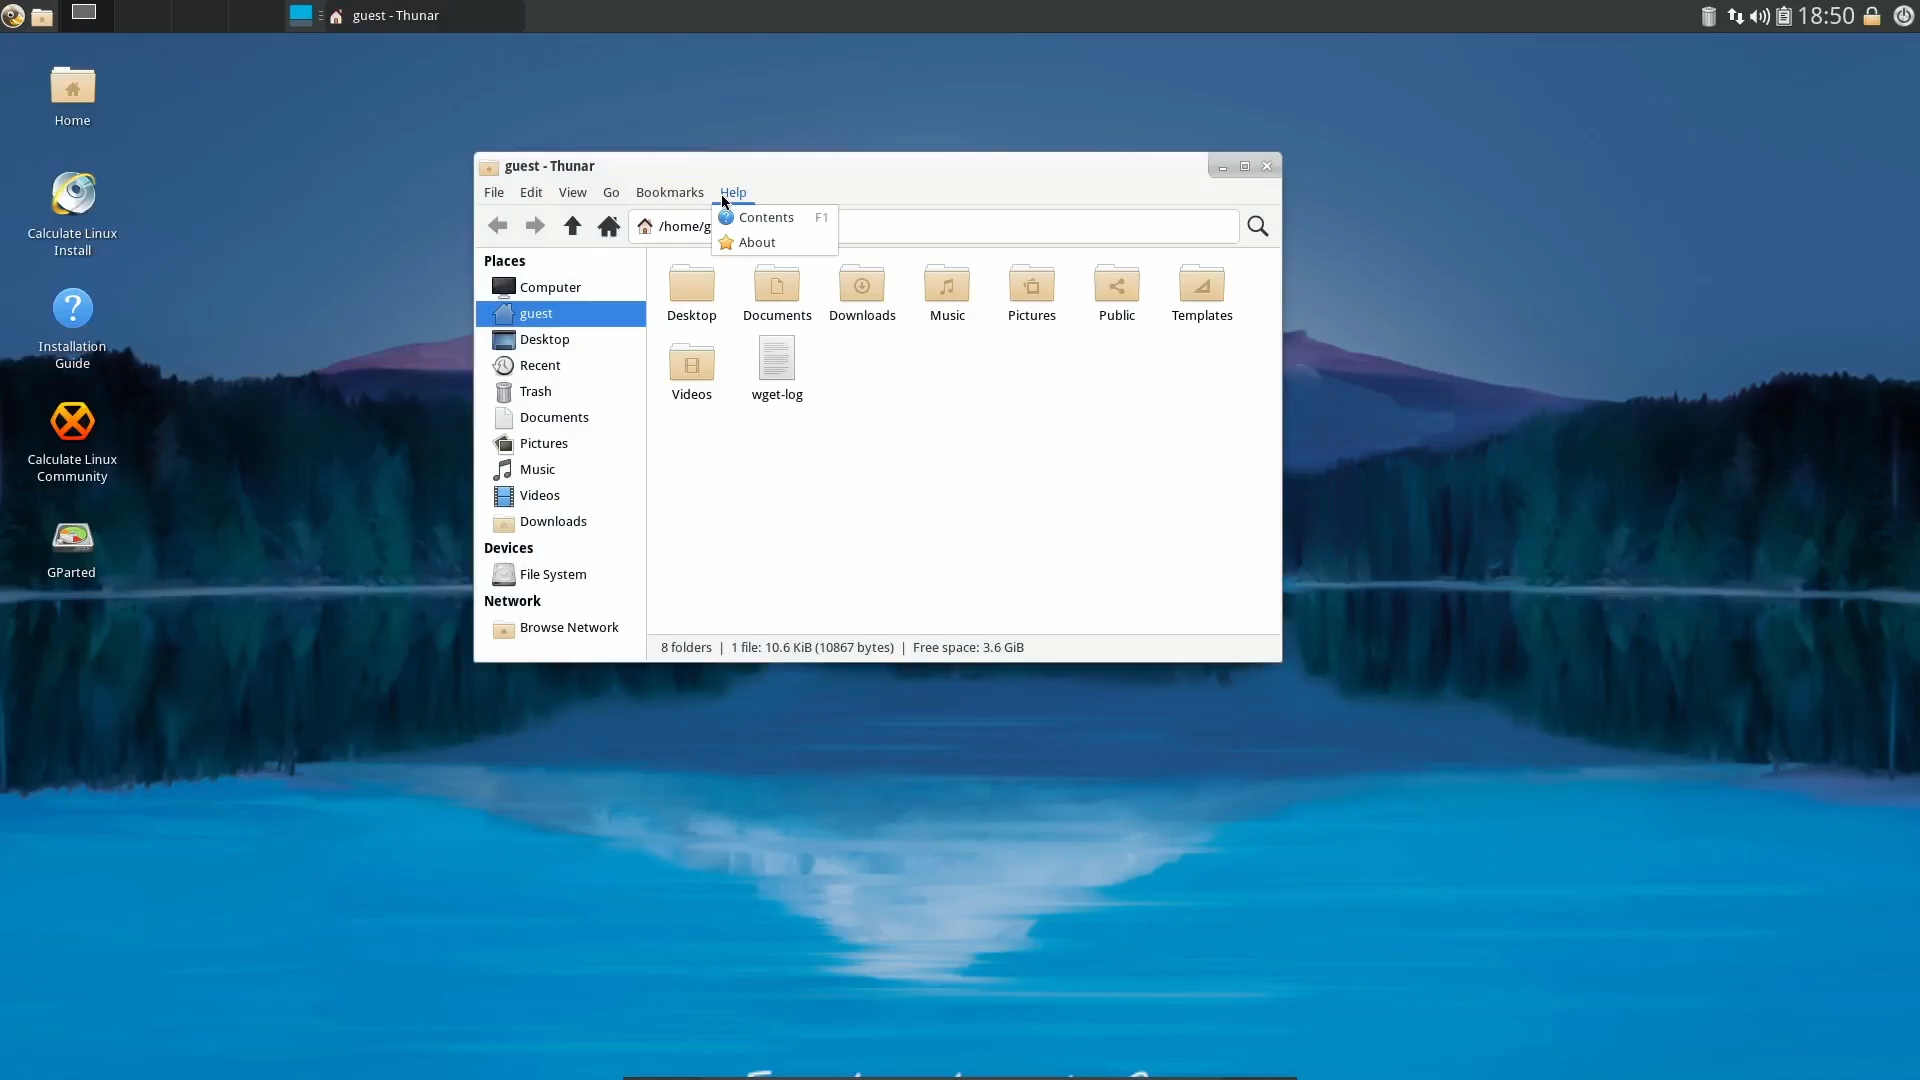 guest - Thunar
18:50
Home
Calculate Linux
Install
Installation
Guide
Calculate Linux
Community
GParted
guest - Thunar
File Edit View Go Bookmarks Help
Contents F1
About
/home/g
Places
Computer
guest
Desktop
Recent
Trash
Documents
Pictures
Music
Videos
Downloads
Devices
File System
Network
Browse Network
Desktop Documents Downloads Music Pictures Public Templates
Videos wget-log
8 folders | 1 file: 10.6 KiB (10867 bytes) | Free space: 3.6 GiB